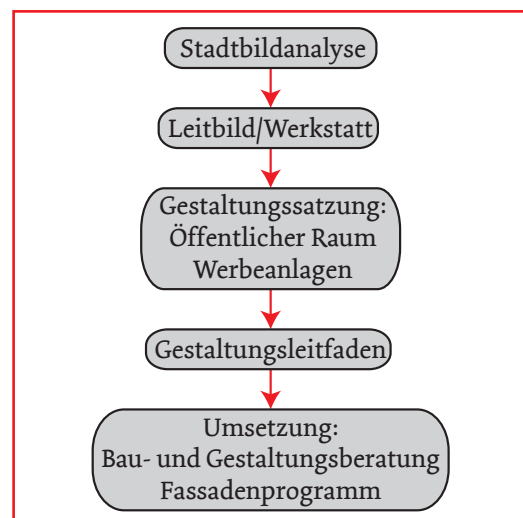 Stadtbildanalyse
Leitbild/Werkstatt
Gestaltungssatzung:
Öffentlicher Raum
Werbeanlagen
Gestaltungsleitfaden
Umsetzung:
Bau- und Gestaltungsberatung
Fassadenprogramm